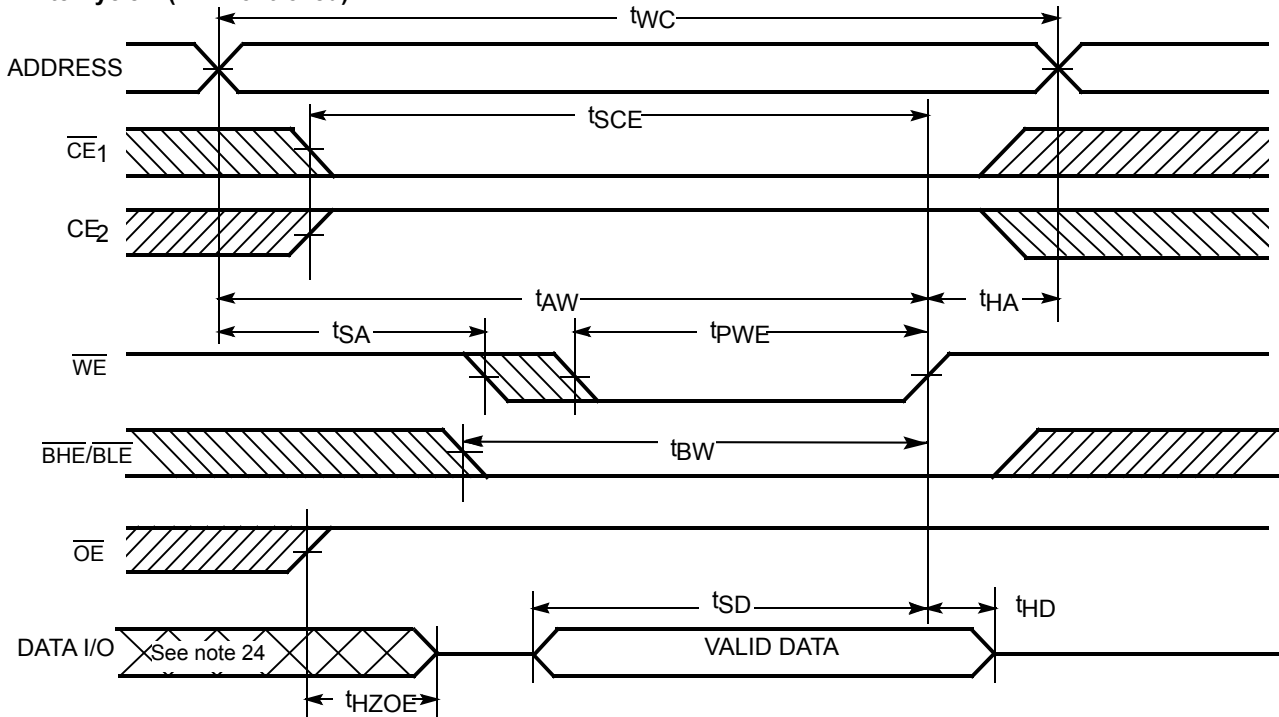 tWC
ADDRESS
tSCE
CE1
CE2
tAW
tHA
tSA
tPWE
WE
tBW
BHE/BLE
OE
tSD
tHD
DATA I/O
See note 24
VALID DATA
tHZOE